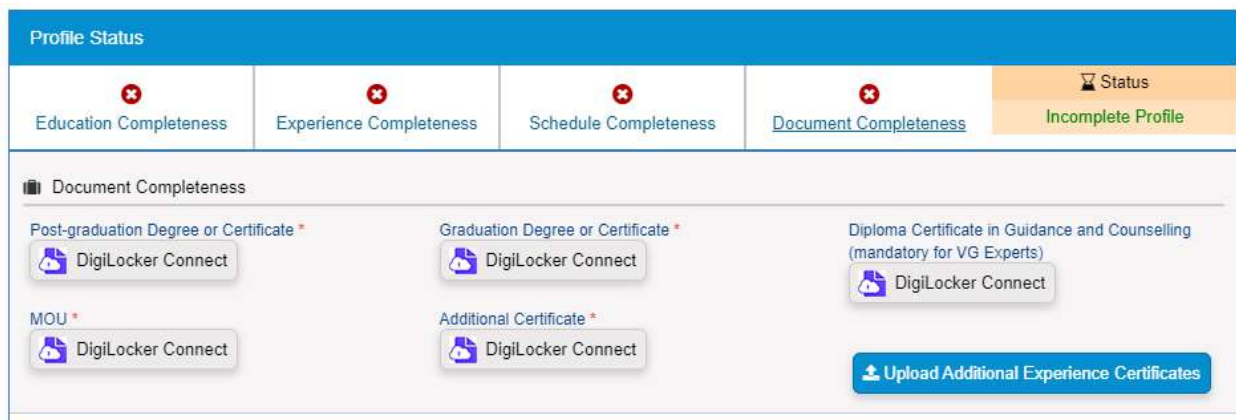 Profile Status
Education Completeness
Experience Completeness
Schedule Completeness
Document Completeness
Status
Incomplete Profile
Document Completeness
Post-graduation Degree or Certificate *
DigiLocker Connect
Graduation Degree or Certificate *
DigiLocker Connect
Diploma Certificate in Guidance and Counselling
(mandatory for VG Experts)
DigiLocker Connect
MOU *
DigiLocker Connect
Additional Certificate *
DigiLocker Connect
Upload Additional Experience Certificates